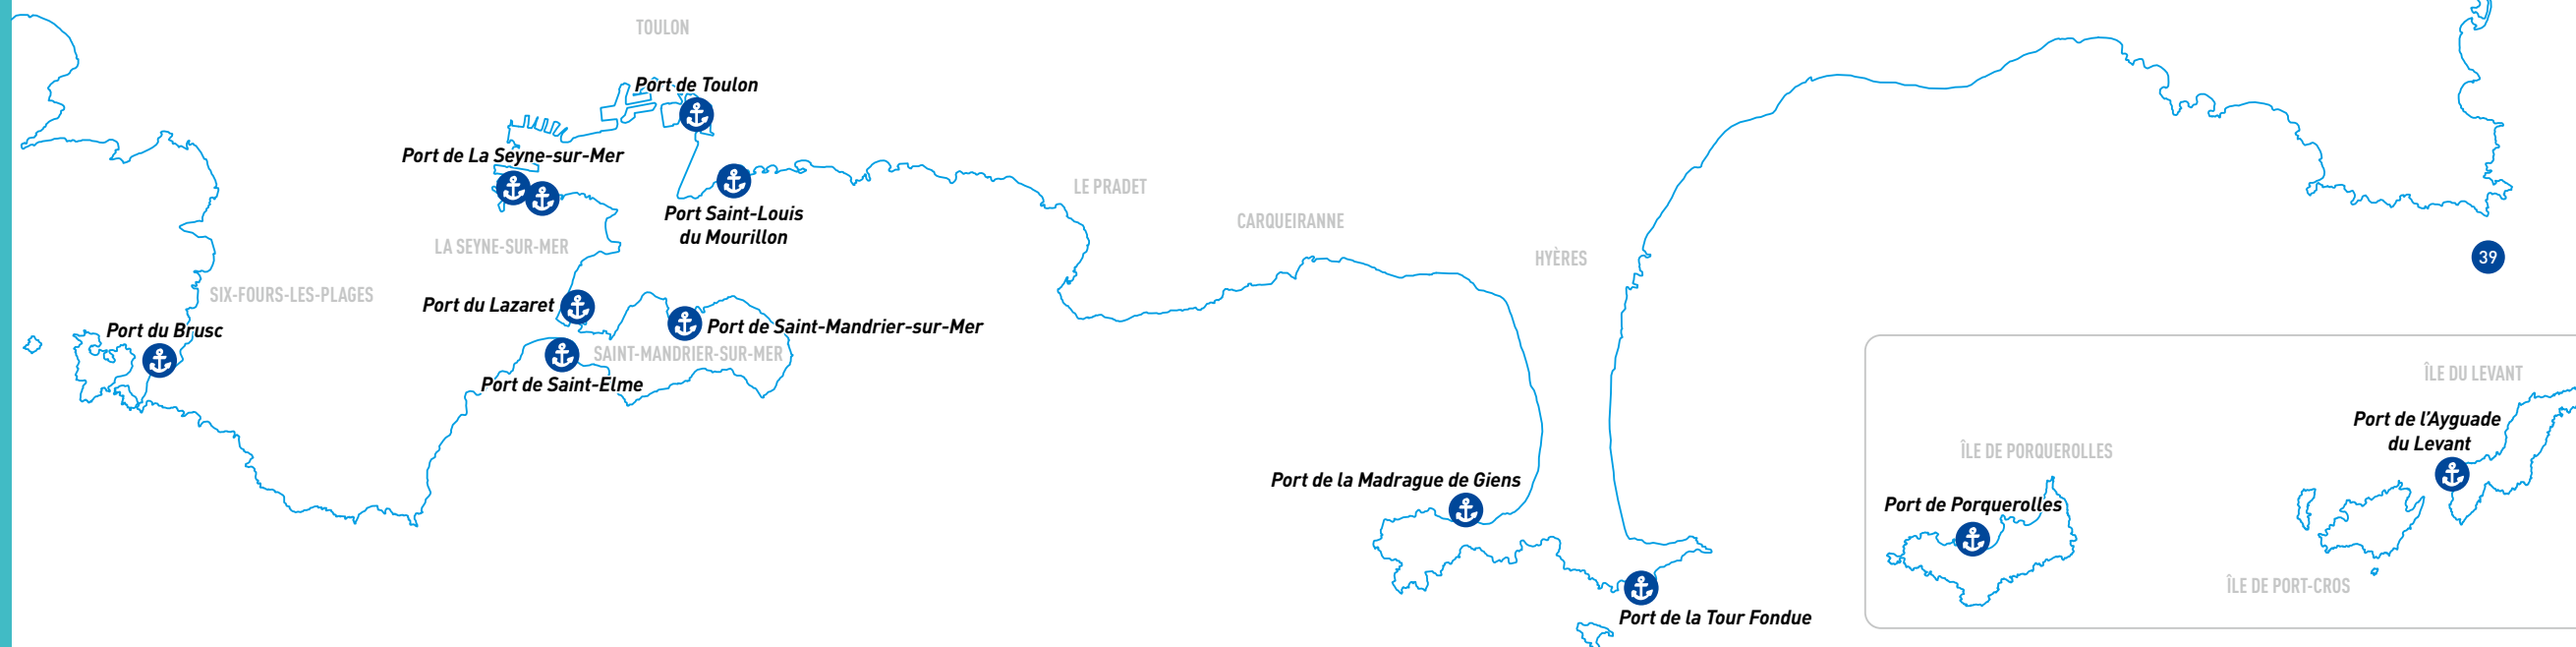 TOULON
Port de Toulon
Port de La Seyne-sur-Mer
LE PRADET
Port Saint-Louis
du Mourillon
CARQUEIRANNE
LA SEYNE-SUR-MER
HYÈRES
39
SIX-FOURS-LES-PLAGES
Port du Lazaret
Port du Brusc
Port de Saint-Mandrier-sur-Mer
SAINT-MANDRIER-SUR-MER
Port de Saint-Elme
ÎLE DU LEVANT
Port de l'Ayguade
du Levant
ÎLE DE PORQUEROLLES
Port de la Madrague de Giens
Port de Porquerolles
ÎLE DE PORT-CROS
Port de la Tour Fondue